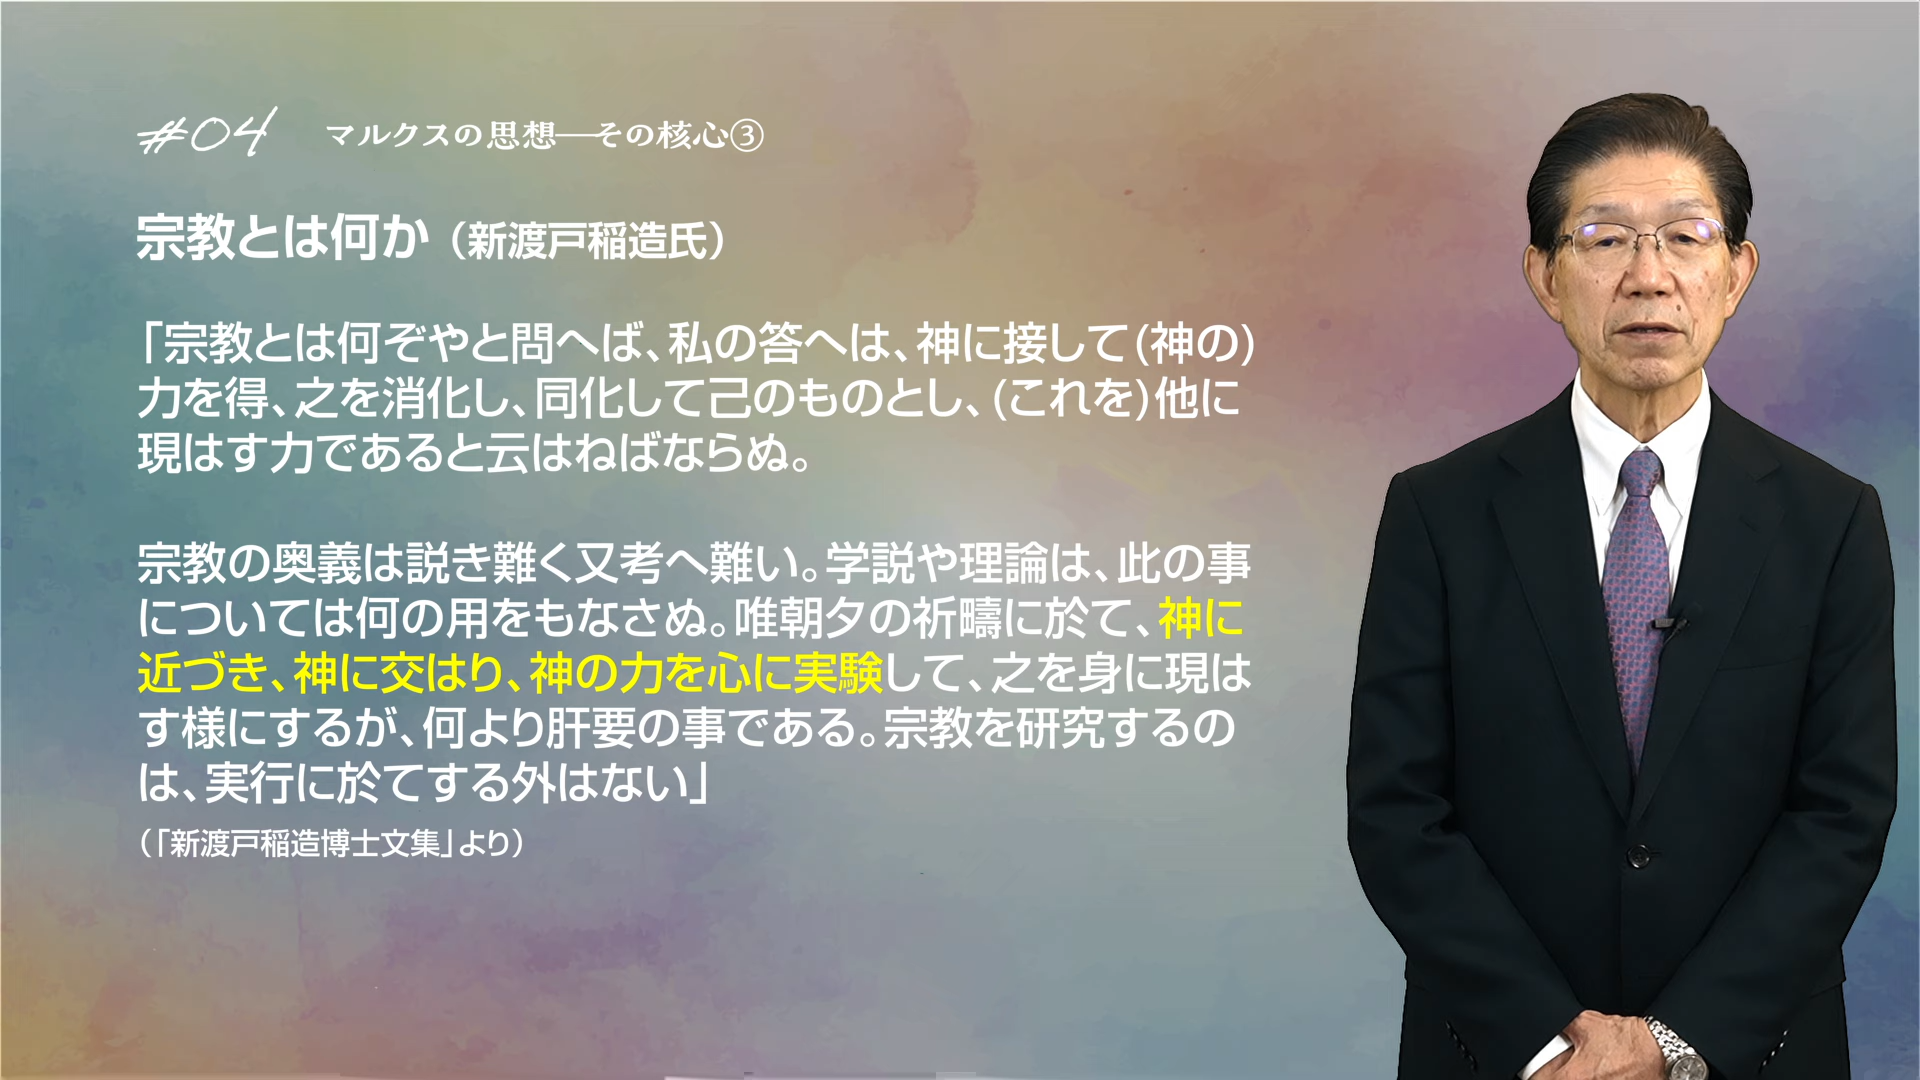 #04 マルクスの思想──その核心③
宗教とは何か（新渡戸稲造氏）
「宗教とは何ぞやと問へば、私の答へは、神に接して(神の)
力を得、之を消化し、同化して己のものとし、(これを)他に
現はす力であると云はねばならぬ。
宗教の奥義は説き難く又考へ難い。学説や理論は、此の事
については何の用をもなさぬ。唯朝夕の祈疇に於て、神に
近づき、神に交はり、神の力を心に実験して、之を身に現は
す様にするが、何より肝要の事である。宗教を研究するの
は、実行に於てする外はない」
（「新渡戸稲造博士文集」より）